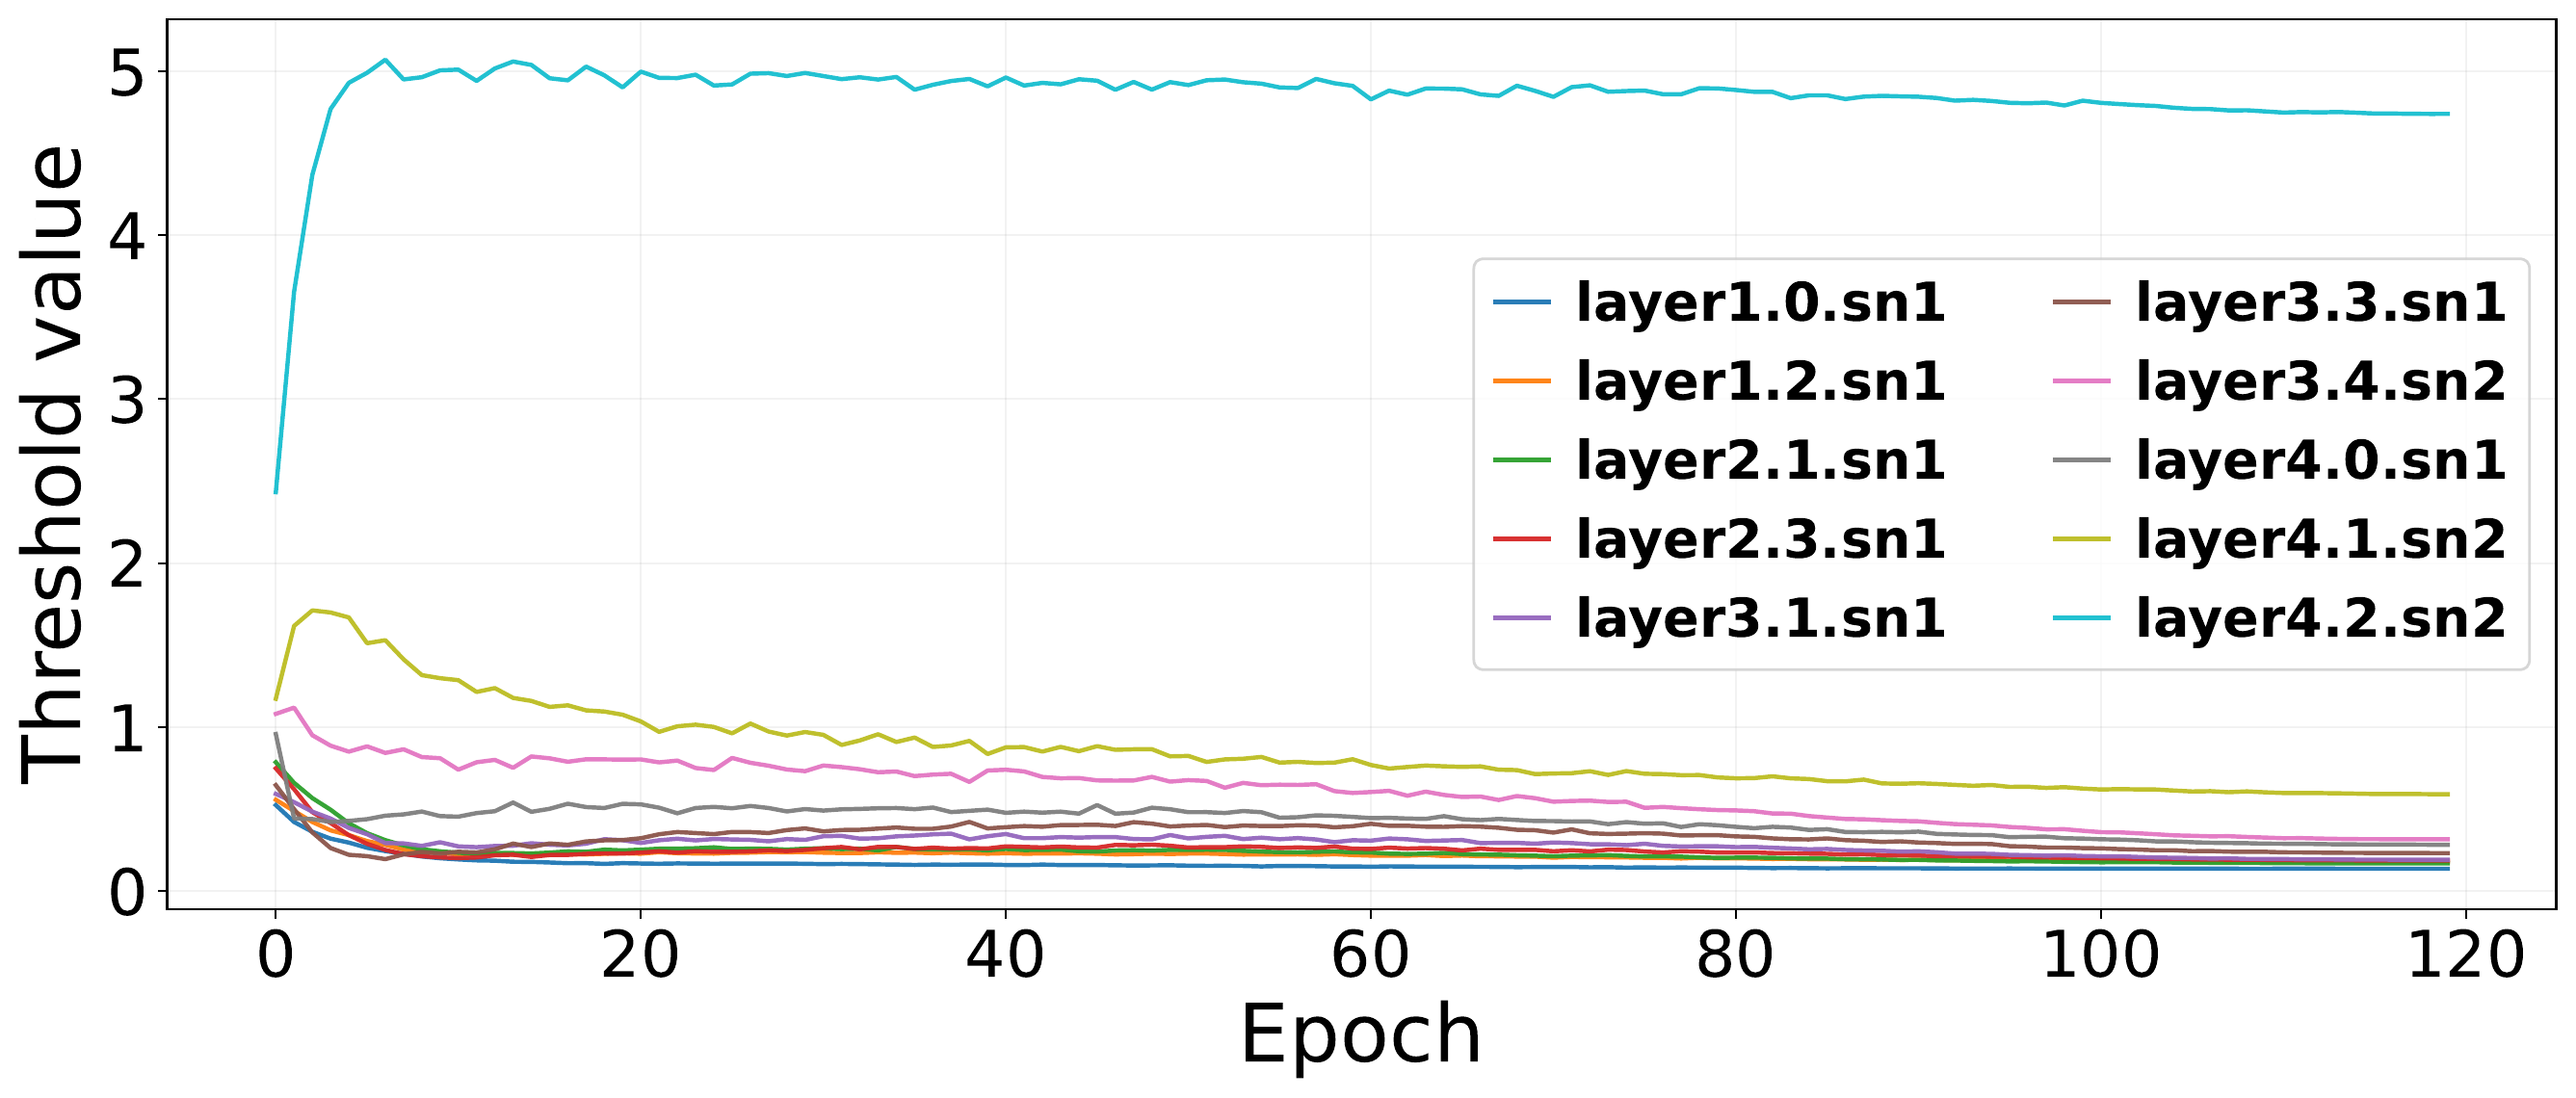 Threshold value
5
4
3
2
1
0
layer1.0.sn1
layer1.2.sn1
layer2.1.sn1
layer2.3.sn1
layer3.1.sn1
layer3.3.sn1
layer3.4.sn2
layer4.0.sn1
layer4.1.sn2
layer4.2.sn2
0 20 40 60 80 100 120
Epoch